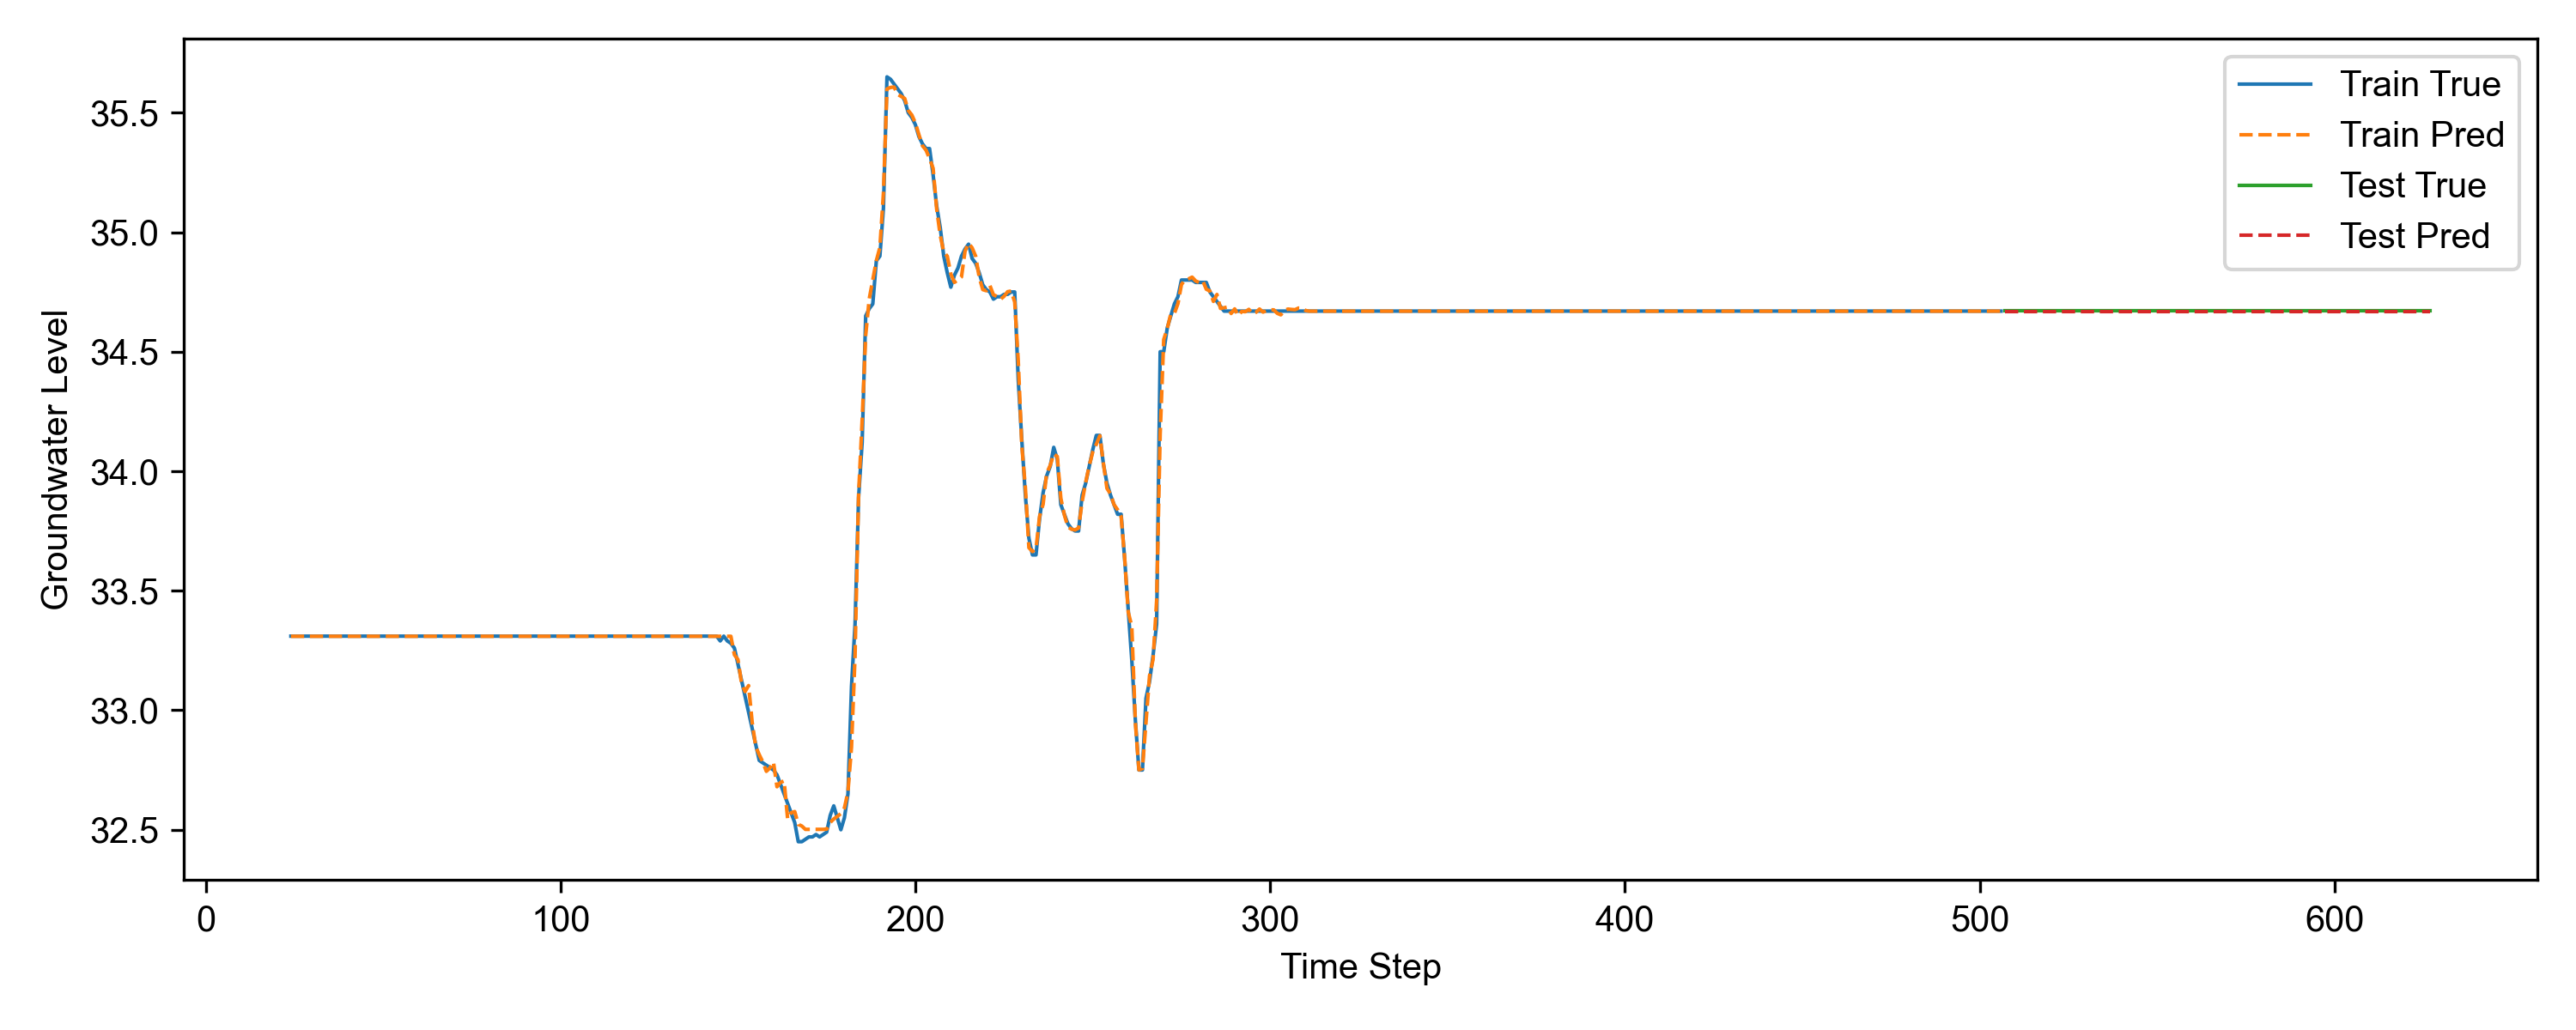 Train True
Train Pred
Test True
Test Pred
35.5
35.0
34.5
34.0
33.5
33.0
32.5
Groundwater Level
0 100 200 300 400 500 600
Time Step